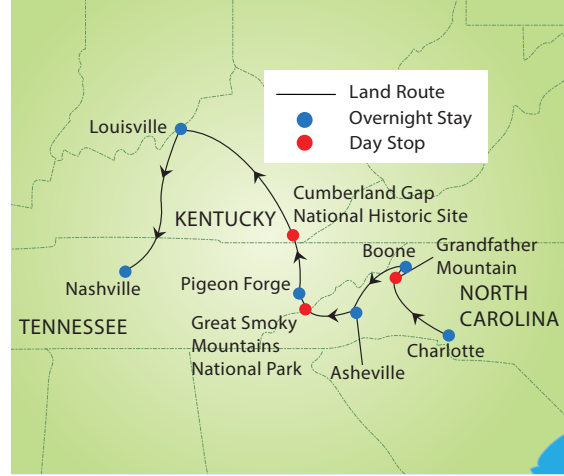 Land Route
Overnight Stay
Day Stop
Louisville
Cumberland Gap
National Historic Site
KENTUCKY
Boone
Grandfather
Mountain
Nashville
Pigeon Forge
NORTH
CAROLINA
TENNESSEE
Great Smoky
Mountains
National Park
Charlotte
Asheville